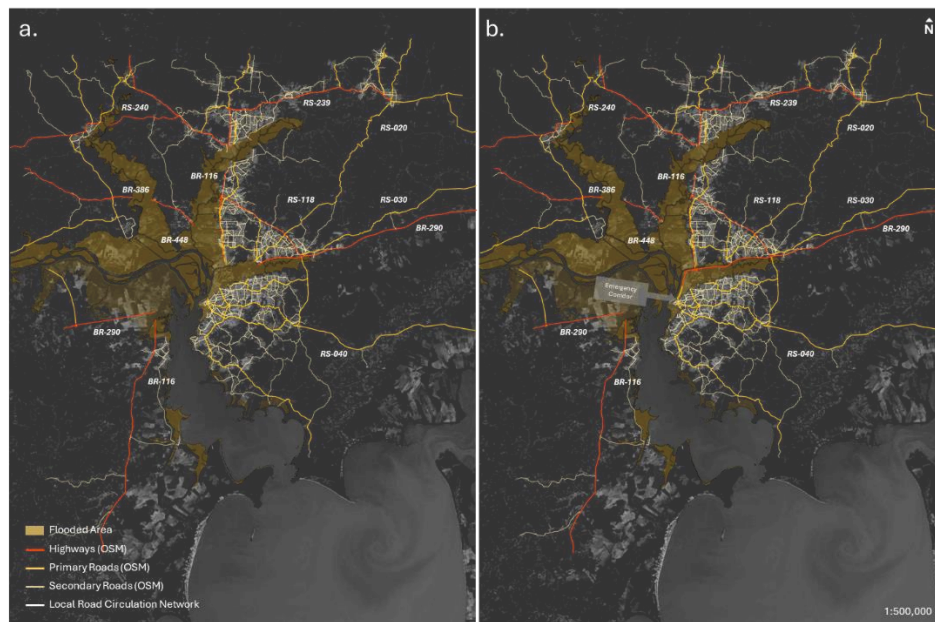 a.
RS-240
RS-239
RS-020
BR-116
BR-386
RS-118
RS-030
BR-448
BR-290
BR-290
RS-040
BR-116
Flooded Area
Highways (OSM)
Primary Roads (OSM)
Secondary Roads (OSM)
Local Road Circulation Network
b.
N
RS-240
RS-239
RS-020
BR-116
BR-386
RS-118
RS-030
BR-448
BR-290
Emergency
Corridor
BR-290
RS-040
BR-116
1:500,000